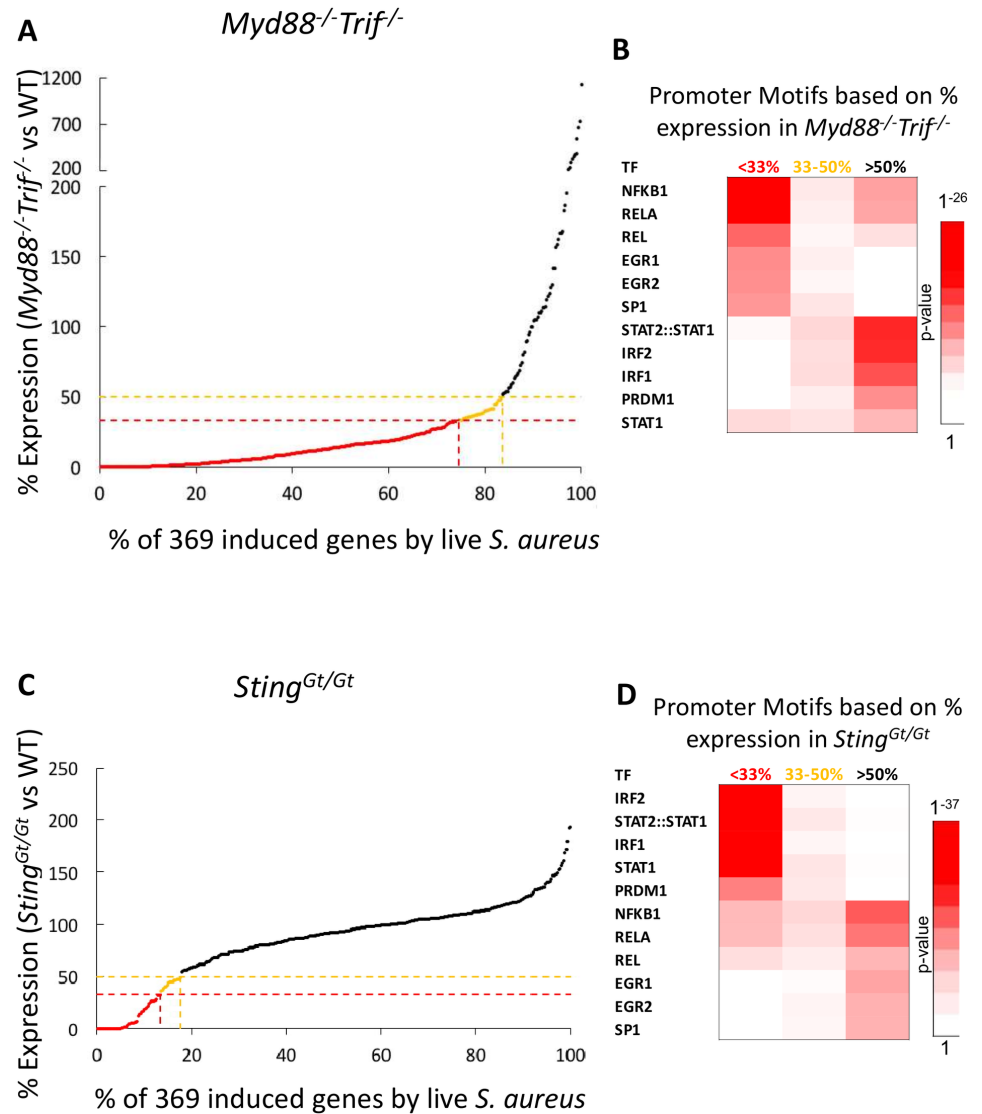 A
Myd88-/-Trif-/-
% Expression (Myd88-/-Trif-/- vs WT)
1200
700
200
200
150
100
50
0
0 20 40 60 80 100
% of 369 induced genes by live S. aureus
B
Promoter Motifs based on %
expression in Myd88-/-Trif-/-
TF <33% 33-50% >50%
NFKB1
RELA
REL
EGR1
EGR2
SP1
STAT2::STAT1
IRF2
IRF1
PRDM1
STAT1
1-26
p-value
1
C
StingGt/Gt
% Expression (StingGt/Gt vs WT)
250
200
150
100
50
0
0 20 40 60 80 100
% of 369 induced genes by live S. aureus
D
Promoter Motifs based on %
expression in StingGt/Gt
TF <33% 33-50% >50%
IRF2
STAT2::STAT1
IRF1
STAT1
PRDM1
NFKB1
RELA
REL
EGR1
EGR2
SP1
1-37
p-value
1